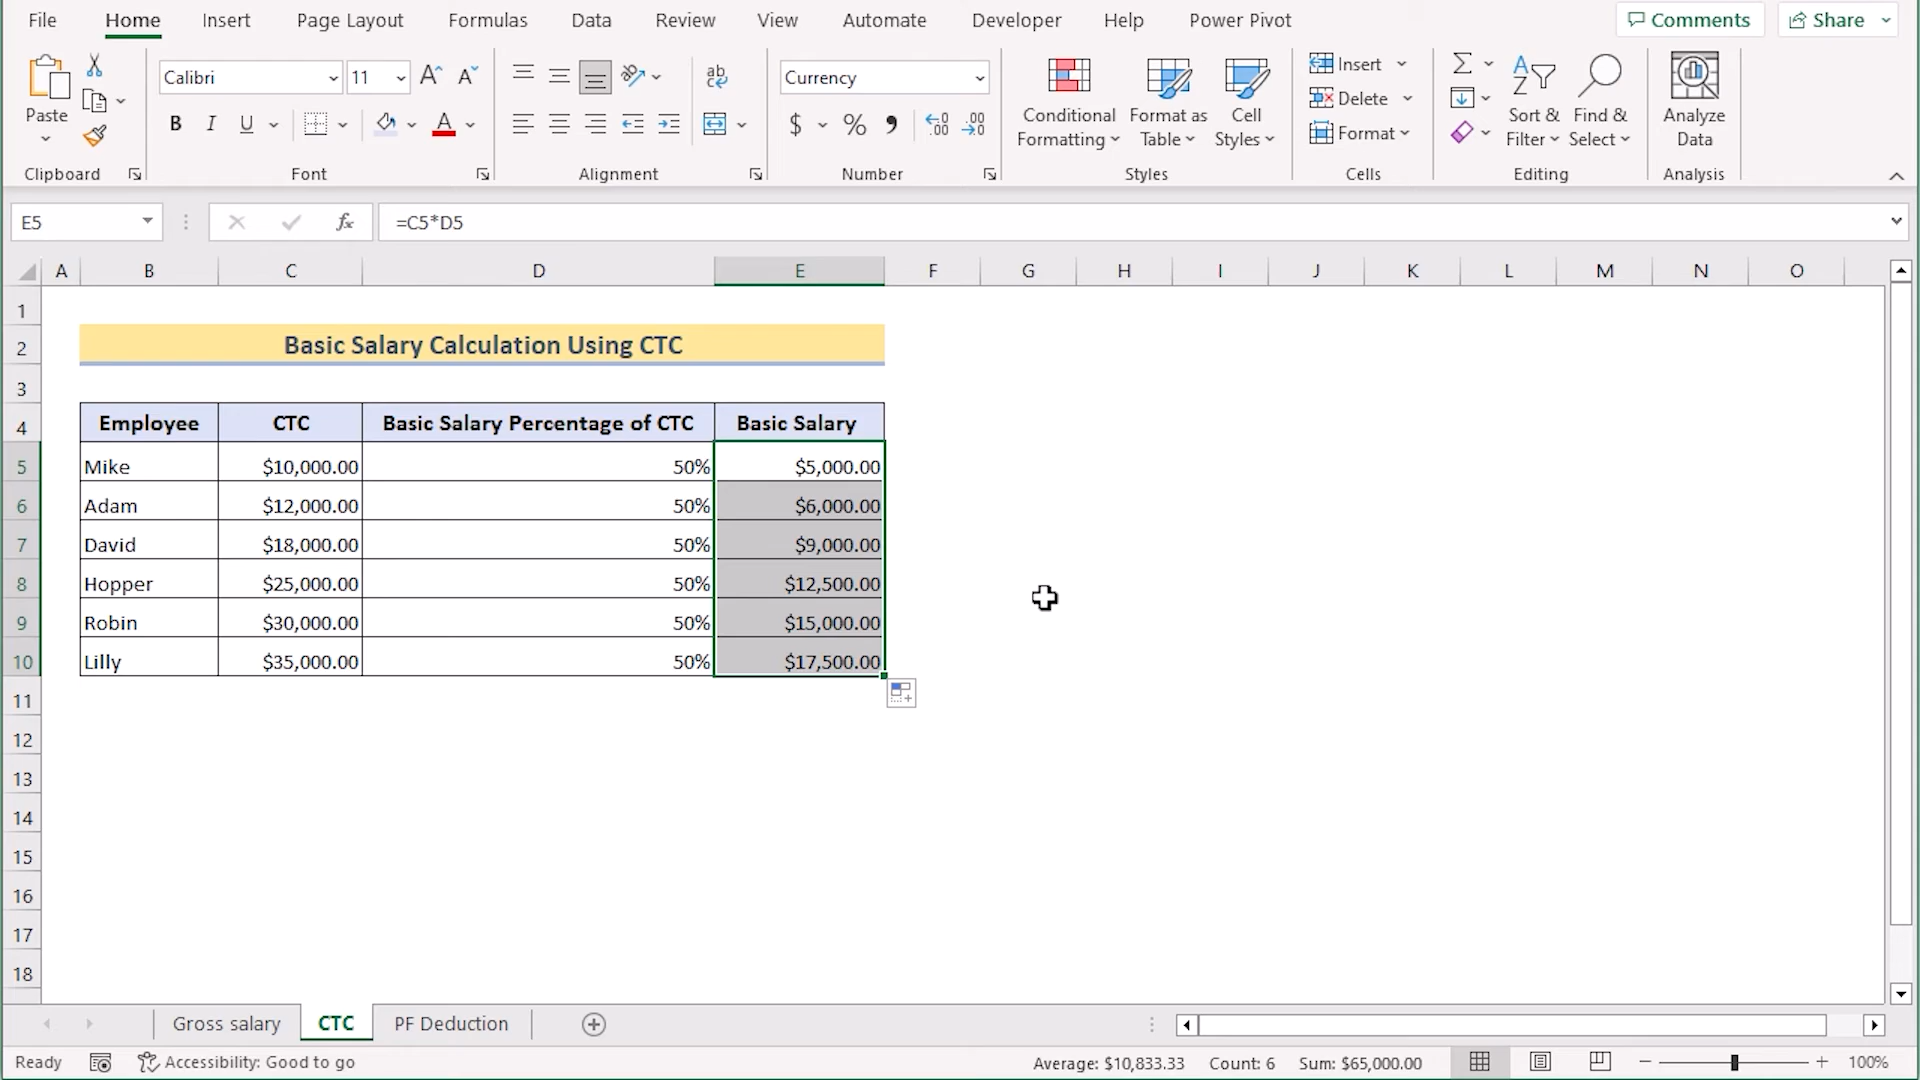 File Home Insert Page Layout Formulas Data Review View Automate Developer Help Power Pivot Comments Share
Paste
Calibri 11
B I U A
ab
Currency
$ % 9 .00 .00
Conditional Formatting
Format as Table
Cell Styles
Insert
Delete
Format
Sort & Filter
Find & Select
Analyze Data
Clipboard Font Alignment Number Styles Cells Editing Analysis
E5 fx =C5*D5
A B C D E F G H I J K L M N O
1
2 Basic Salary Calculation Using CTC
3
4 Employee CTC Basic Salary Percentage of CTC Basic Salary
5 Mike $10,000.00 50% $5,000.00
6 Adam $12,000.00 50% $6,000.00
7 David $18,000.00 50% $9,000.00
8 Hopper $25,000.00 50% $12,500.00
9 Robin $30,000.00 50% $15,000.00
10 Lilly $35,000.00 50% $17,500.00
11
12
13
14
15
16
17
18
Gross salary CTC PF Deduction
Ready Accessibility: Good to go Average: $10,833.33 Count: 6 Sum: $65,000.00 100%